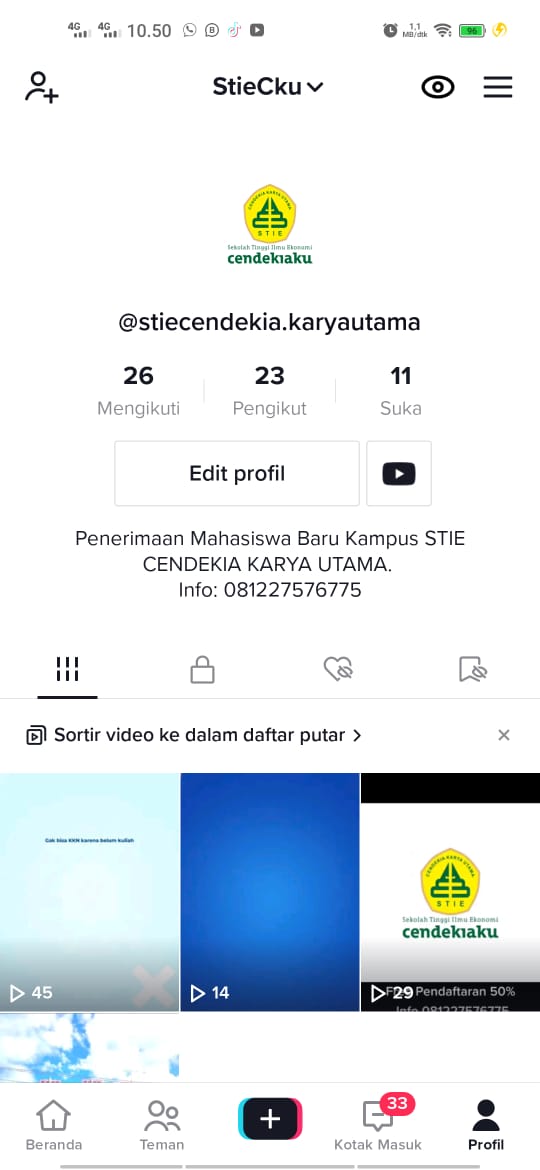 4G 4G 10.50 1,1 MB/dtk 96
StieCku
CENDEKIA KARYA UTAMA
STIE
Sekolah Tinggi Ilmu Ekonomi
cendekiaku
@stiecendekia.karyautama
26 23 11
Mengikuti Pengikut Suka
Edit profil
Penerimaan Mahasiswa Baru Kampus STIE
CENDEKIA KARYA UTAMA.
Info: 081227576775
Sortir video ke dalam daftar putar
Gak bisa KKN karena belum kuliah
45
14
CENDEKIA KARYA UTAMA
STIE
Sekolah Tinggi Ilmu Ekonomi
cendekiaku
Pendaftaran 50%
29
Info 081227576775
33
Beranda Teman Kotak Masuk Profil